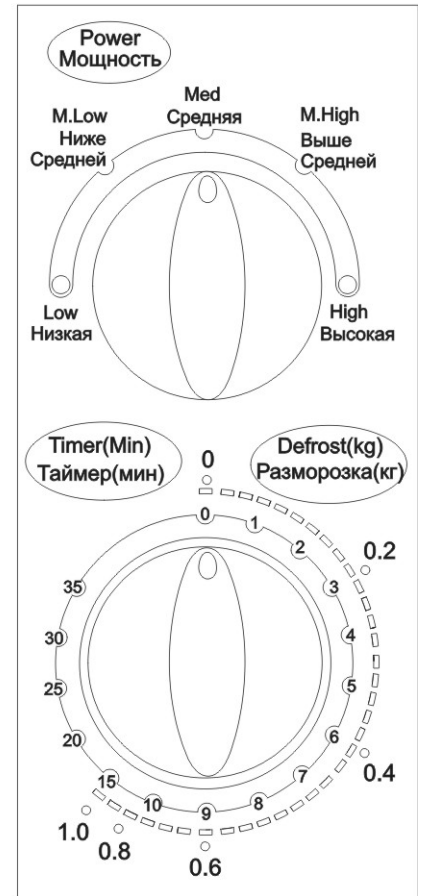 Power
Мощность
Med
Средняя
M.Low
Ниже
Средней
M.High
Выше
Средней
Low
Низкая
High
Высокая
Timer(Min)
Таймер(мин)
Defrost(kg)
Разморозка(кг)
0
0
1
2
3
4
5
6
7
8
9
10
15
20
25
30
35
0.2
0.4
0.6
0.8
1.0